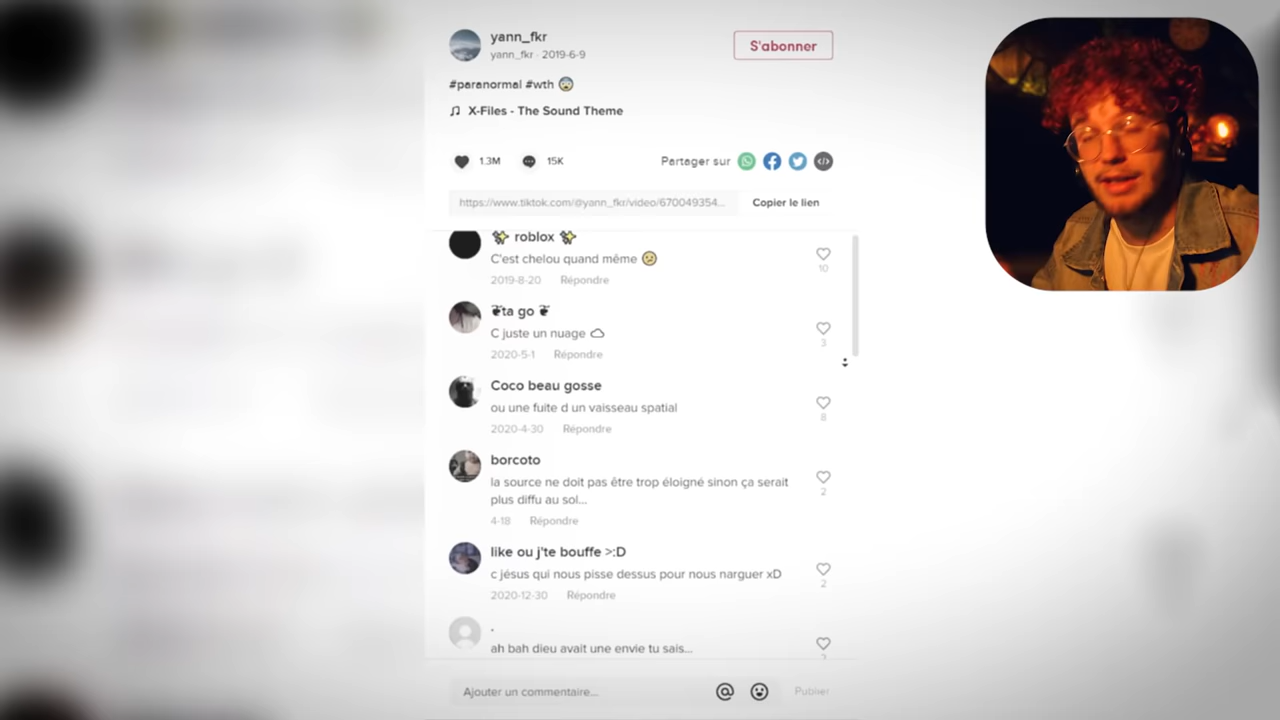 yann_fkr
yann_fkr · 2019-6-9
S'abonner
#paranormal #wth 😨
♫ X-Files - The Sound Theme
1.3M
15K
Partager sur
https://www.tiktok.com/@yann_fkr/video/670049354...
Copier le lien
✨ roblox ✨
C'est chelou quand même 😟
10
2019-8-20 Répondre
❦ta go ❦
C juste un nuage ☁
3
2020-5-1 Répondre
Coco beau gosse
ou une fuite d un vaisseau spatial
8
2020-4-30 Répondre
borcoto
la source ne doit pas être trop éloigné sinon ça serait
plus diffu au sol...
2
4-18 Répondre
like ou j'te bouffe >:D
c jésus qui nous pisse dessus pour nous narguer xD
2
2020-12-30 Répondre
.
ah bah dieu avait une envie tu sais...
Ajouter un commentaire...
@
Publier